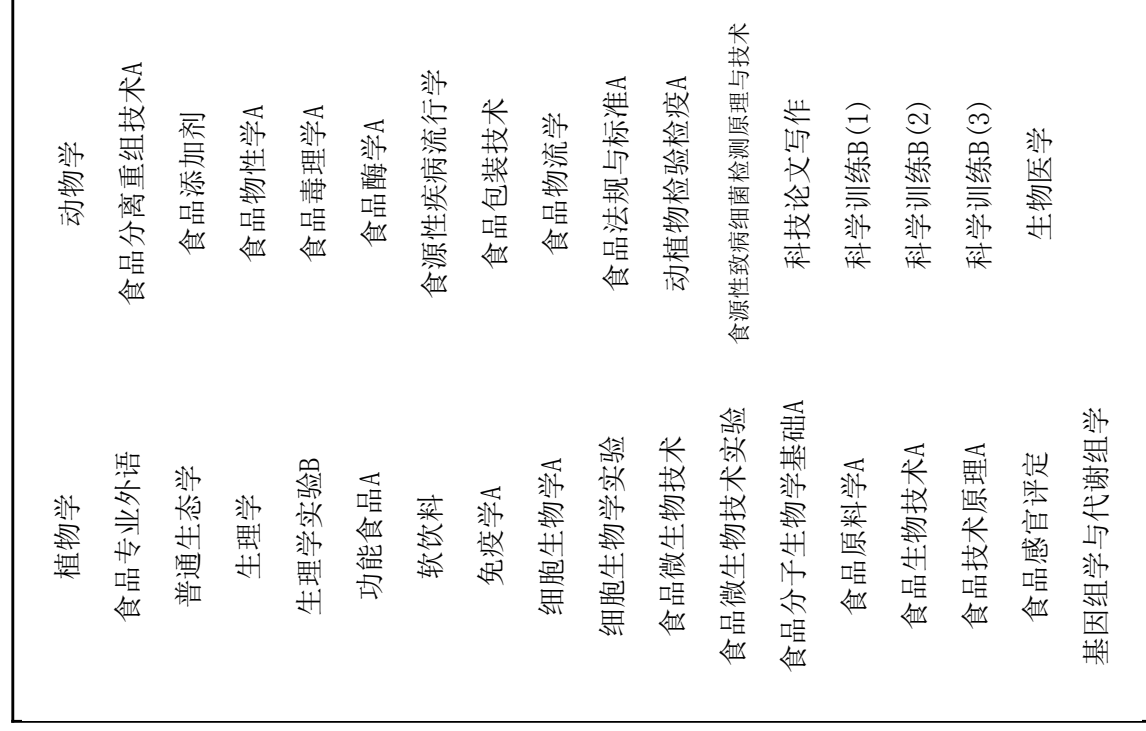 植物学 动物学
食品专业外语 食品分离重组技术A
普通生态学 食品添加剂
生理学 食品物性学A
生理学实验B 食品毒理学A
功能食品A 食品酶学A
软饮料 食源性疾病流行学
免疫学A 食品包装技术
细胞生物学A 食品物流学
细胞生物学实验 食品法规与标准A
食品微生物技术 动植物检验检疫A
食品微生物技术实验 食源性致病细菌检测原理与技术
食品分子生物学基础A 科技论文写作
食品原料学A 科学训练B(1)
食品生物技术A 科学训练B(2)
食品技术原理A 科学训练B(3)
食品感官评定 生物医学
基因组学与代谢组学